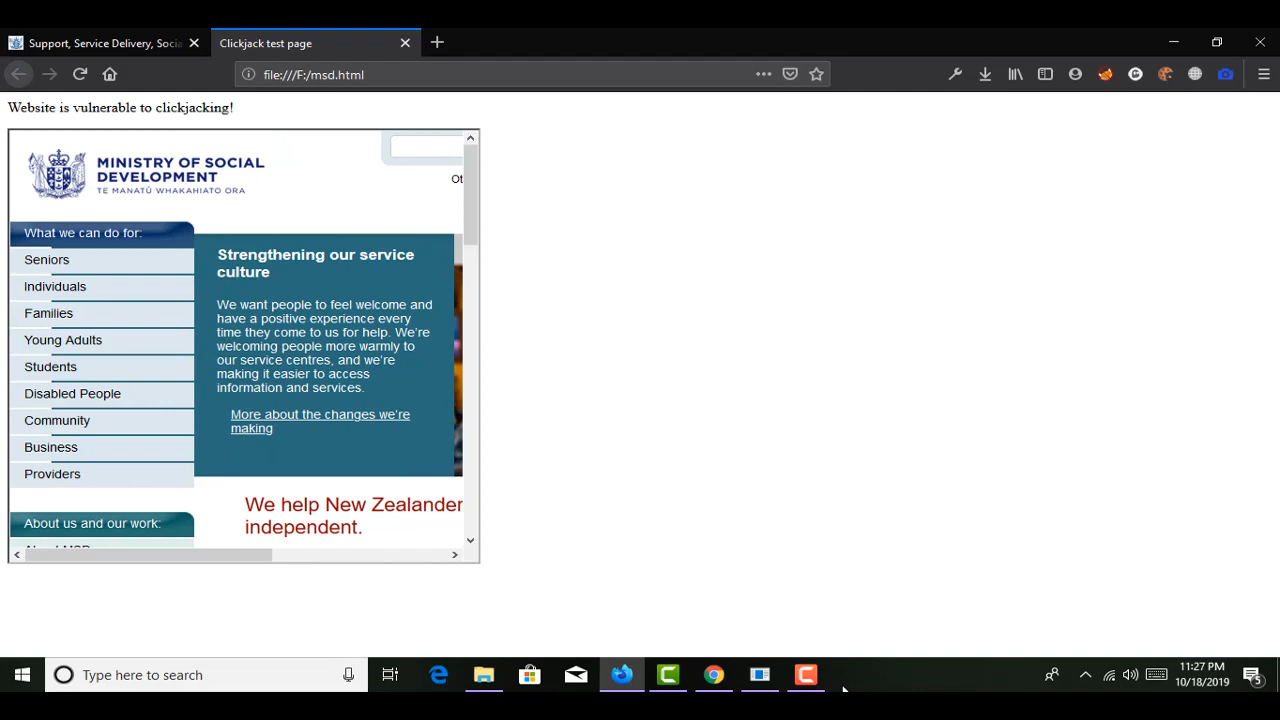 Support, Service Delivery, Socia
Clickjack test page
file:///F:/msd.html
Website is vulnerable to clickjacking!
MINISTRY OF SOCIAL
DEVELOPMENT
TE MANATŪ WHAKAHIATO ORA
Ot
What we can do for:
Seniors
Individuals
Families
Young Adults
Students
Disabled People
Community
Business
Providers
About us and our work:
Strengthening our service
culture
We want people to feel welcome and
have a positive experience every
time they come to us for help. We're
welcoming people more warmly to
our service centres, and we're
making it easier to access
information and services.
More about the changes we're
making
We help New Zealander
independent.
Type here to search
11:27 PM
10/18/2019
5